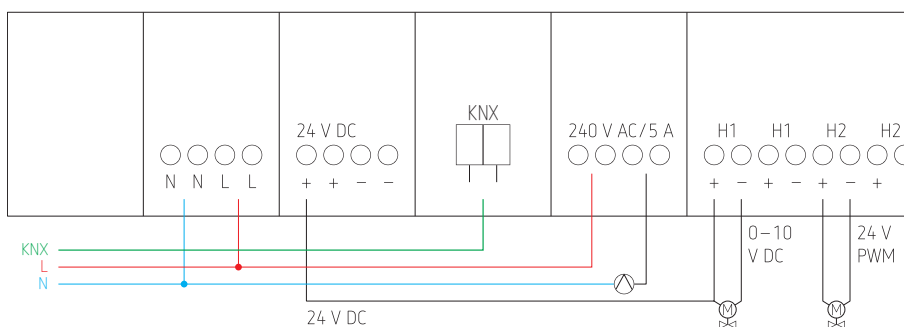 KNX
24 V DC 240 V AC/5 A H1 H1 H2 H2
N N L L + + − − + − + − + − +
KNX
L
N
0–10
V DC
24 V
PWM
24 V DC
M M